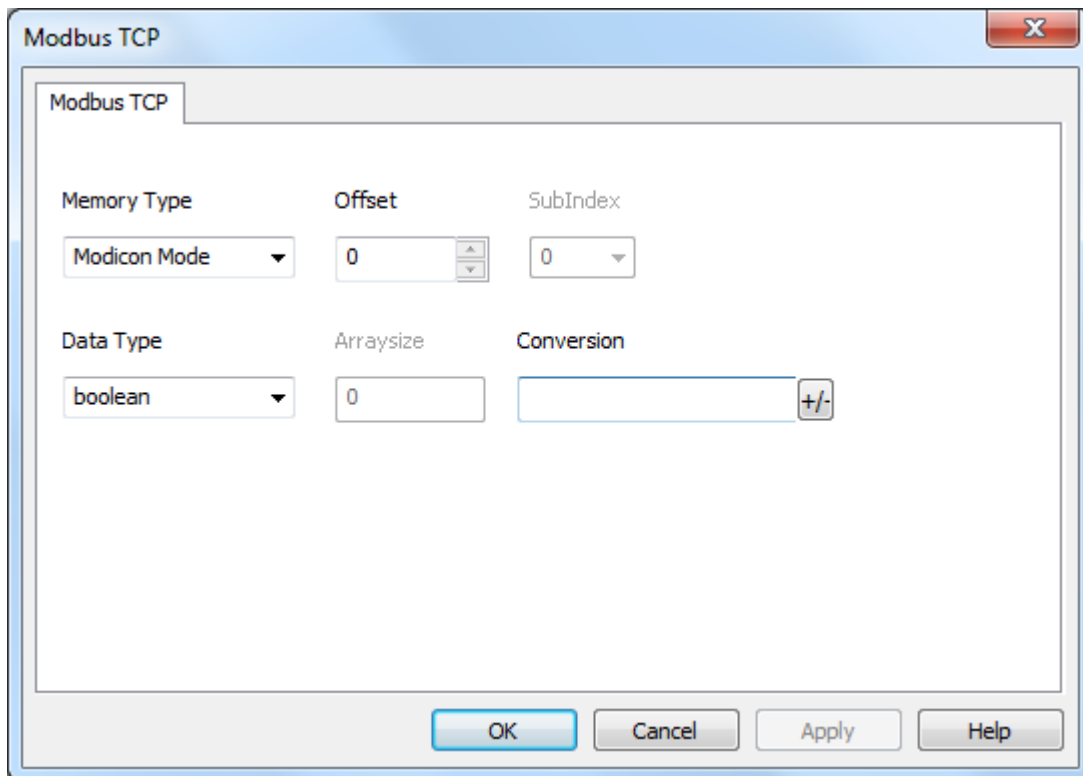 Modbus TCP
Modbus TCP
Memory Type Offset SubIndex
Modicon Mode 0 0
Data Type Arraysize Conversion
boolean 0 +/-
OK Cancel Apply Help